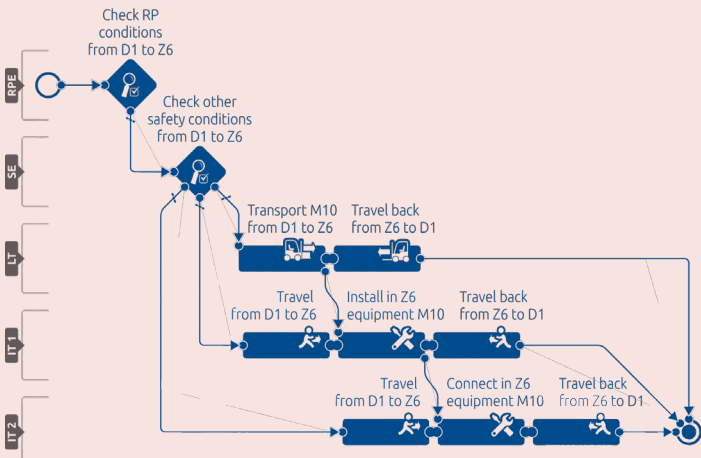 Check RP
conditions
from D1 to Z6
RPE
Check other
safety conditions
from D1 to Z6
SE
Transport M10
from D1 to Z6
Travel back
from Z6 to D1
LT
Travel
from D1 to Z6
Install in Z6
equipment M10
Travel back
from Z6 to D1
IT 1
Travel
from D1 to Z6
Connect in Z6
equipment M10
Travel back
from Z6 to D1
IT 2